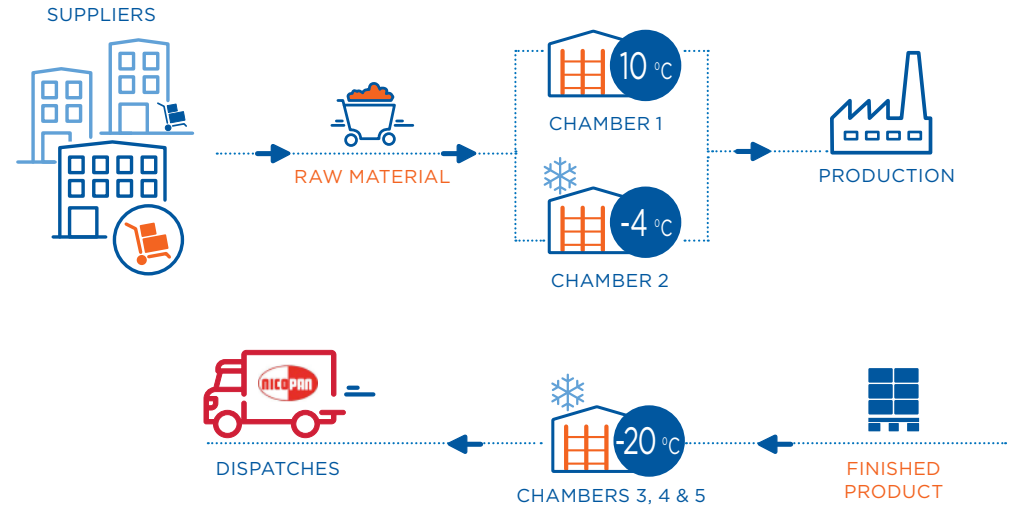 SUPPLIERS
RAW MATERIAL
10 °C
CHAMBER 1
-4 °C
CHAMBER 2
PRODUCTION
NICOPAN
DISPATCHES
-20 °C
CHAMBERS 3, 4 & 5
FINISHED
PRODUCT